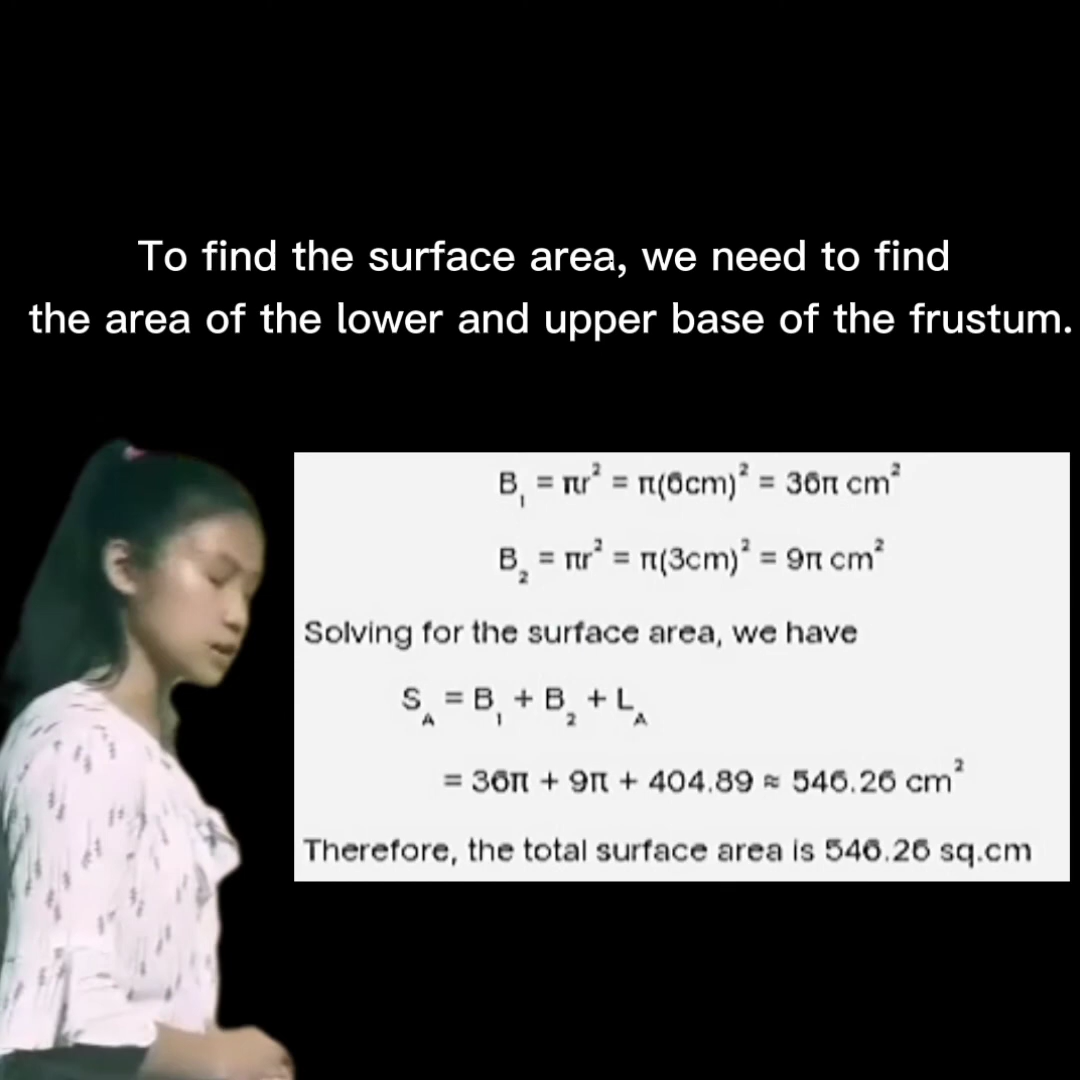 To find the surface area, we need to find
the area of the lower and upper base of the frustum.
B₁ = πr² = π(6cm)² = 36π cm²
B₂ = πr² = π(3cm)² = 9π cm²
Solving for the surface area, we have
S_A = B₁ + B₂ + L_A
= 36π + 9π + 404.89 ≈ 546.26 cm²
Therefore, the total surface area is 546.26 sq.cm